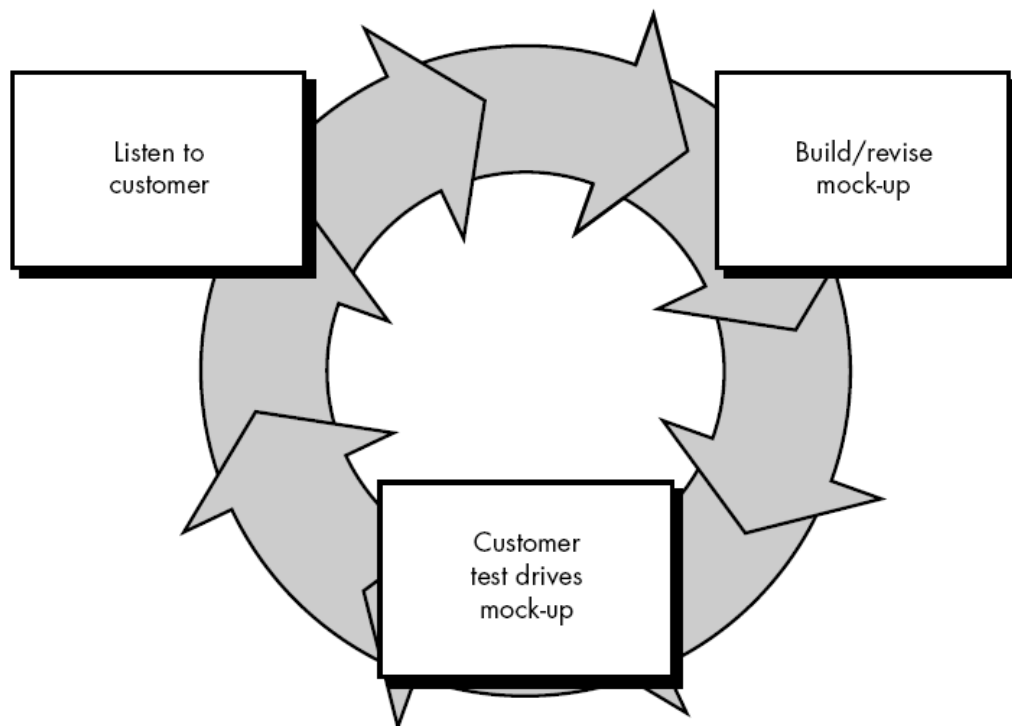 Listen to
customer
Build/revise
mock-up
Customer
test drives
mock-up